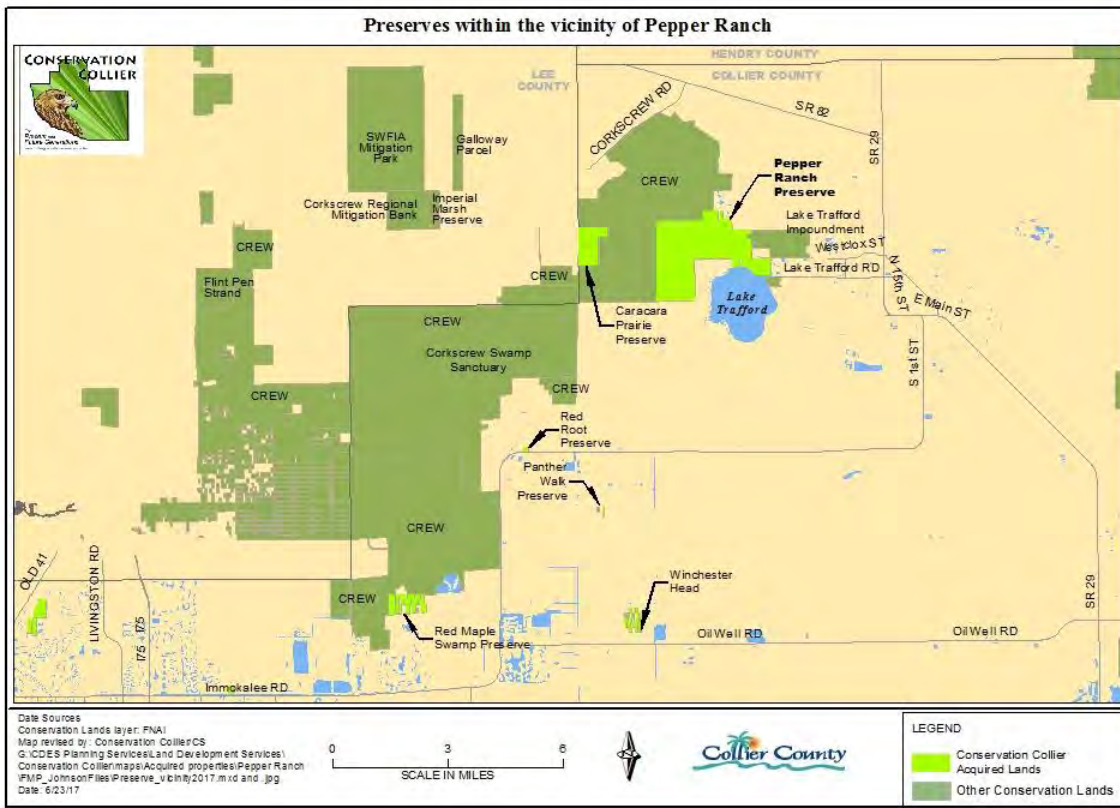 Preserves within the vicinity of Pepper Ranch
CONSERVATION
COLLIER
HENDRY COUNTY
COLLIER COUNTY
LEE
COUNTY
CORKSCREW RD
SR 82
SR 29
SWFIA
Mitigation
Park
Galloway
Parcel
CREW
Pepper
Ranch
Preserve
Corkscrew Regional
Mitigation Bank
Imperial
Marsh
Preserve
Lake Trafford
Impoundment
Westclox ST
CREW
Lake Trafford RD
Flint Pen
Strand
CREW
N 15th ST
E Main ST
Lake
Trafford
Caracara
Prairie
Preserve
CREW
Corkscrew Swamp
Sanctuary
S 1st ST
CREW
CREW
Red
Root
Preserve
Panther
Walk
Preserve
CREW
OLD 41
LIVINGSTON RD
I75
I75
Winchester
Head
SR 29
CREW
Red Maple
Swamp Preserve
Oil Well RD
Oil Well RD
Immokalee RD
Date Sources
Conservation Lands layer: FNAI
Map revised by: Conservation Collier CS
G:\CDES Planning Services\Land Development Services\
Conservation Collier\maps\Acquired properties\Pepper Ranch
\FMP_JohnsonFiles\Preserve_vicinity2017.mxd and .jpg
Date: 6/23/17
0 3 6
SCALE IN MILES
Collier County
LEGEND
Conservation Collier
Acquired Lands
Other Conservation Lands